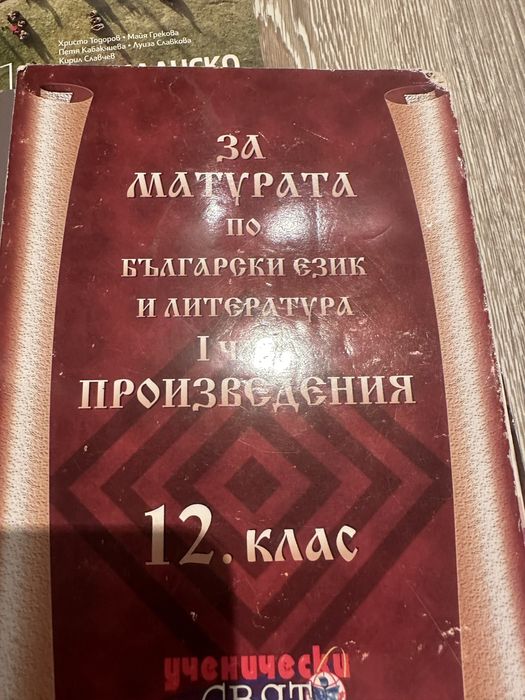 Христо Тодоров • Майя Грекова
Петя Кабакчиева • Луиза Славкова
Кирил Славчев
ЗА
МАТУРАТА
ПО
БЪЛГАРСКИ ЕЗИК
И ЛИТЕРАТУРА
I
ПРОИЗВЕДЕНИЯ
12. КЛАС
ученически
СВЯТ